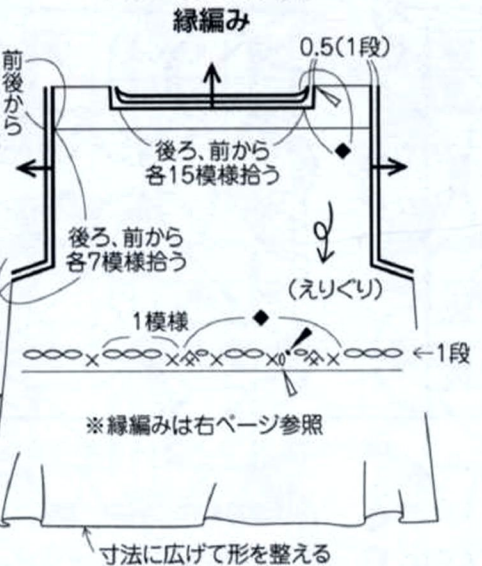 縁編み
0.5(1段)
前後から
後ろ、前から
各15模様拾う
◆
後ろ、前から
各7模様拾う
(えりぐり)
1模様
◆
←1段
※縁編みは右ページ参照
寸法に広げて形を整える